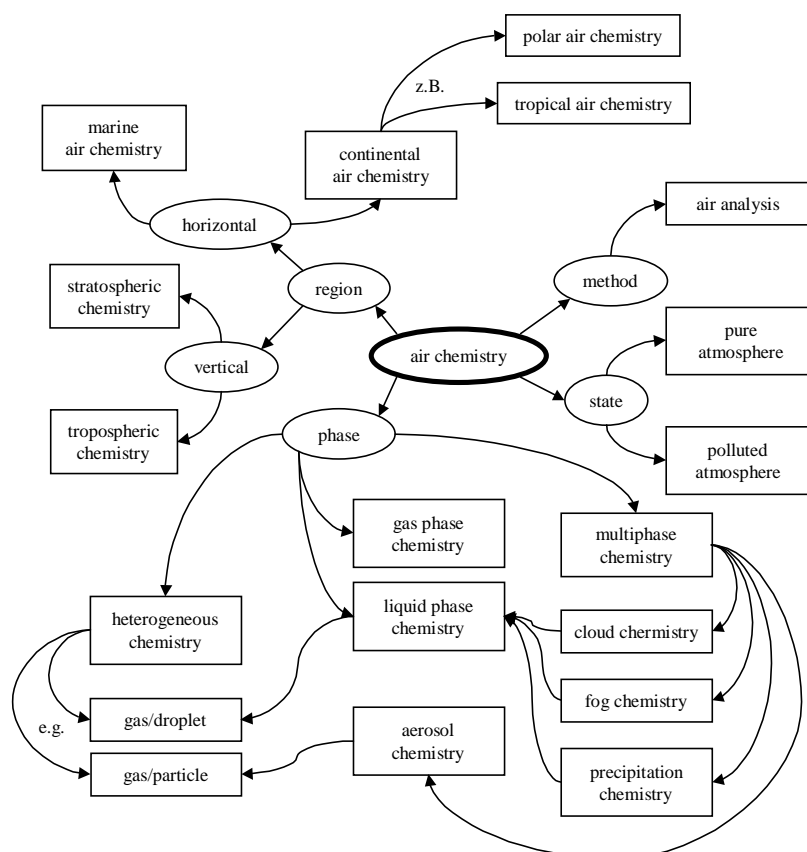 polar air chemistry
z.B.
tropical air chemistry
marine
air chemistry
continental
air chemistry
air analysis
horizontal
method
stratospheric
chemistry
region
pure
atmosphere
air chemistry
vertical
state
tropospheric
chemistry
phase
polluted
atmosphere
gas phase
chemistry
multiphase
chemistry
heterogeneous
chemistry
liquid phase
chemistry
cloud chermistry
fog chemistry
e.g.
gas/droplet
aerosol
chemistry
gas/particle
precipitation
chemistry